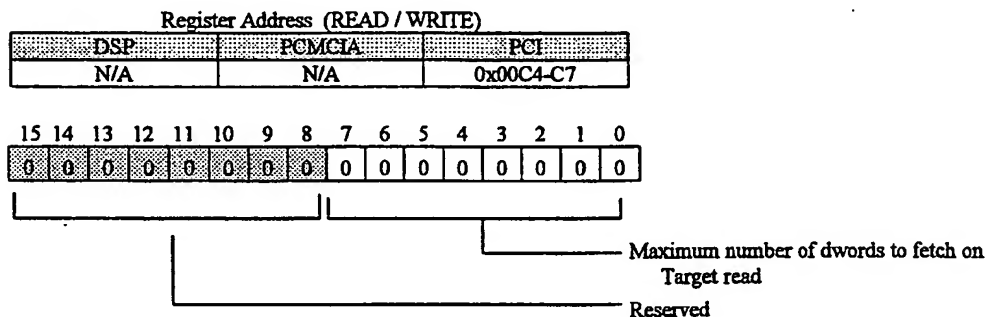 Register Address (READ / WRITE)
DSP PCMCIA PCI
N/A N/A 0x00C4-C7
15 14 13 12 11 10 9 8 7 6 5 4 3 2 1 0
0 0 0 0 0 0 0 0 0 0 0 0 0 0 0 0
Maximum number of dwords to fetch on
Target read
Reserved